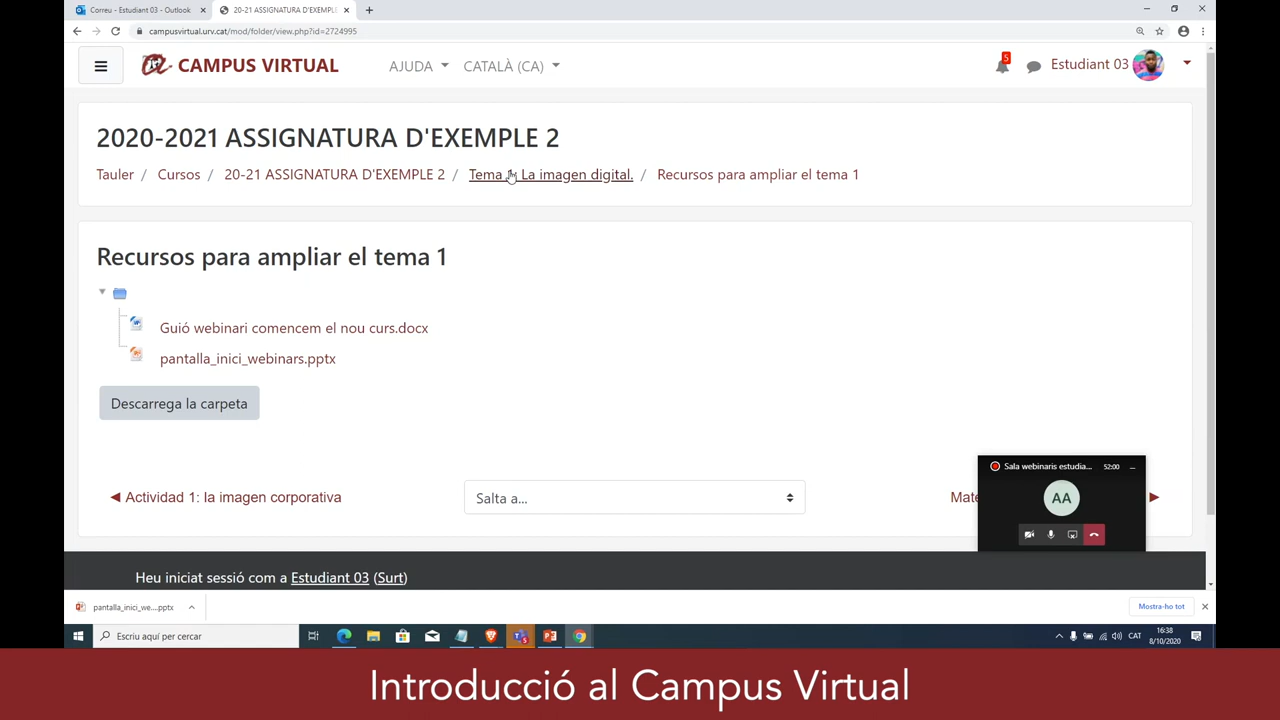 Correu - Estudiant 03 - Outlook
20-21 ASSIGNATURA D'EXEMPLE
campusvirtual.urv.cat/mod/folder/view.php?id=2724995
CAMPUS VIRTUAL
AJUDA
CATALÀ (CA)
5
Estudiant 03
2020-2021 ASSIGNATURA D'EXEMPLE 2
Tauler / Cursos / 20-21 ASSIGNATURA D'EXEMPLE 2 / Tema La imagen digital. / Recursos para ampliar el tema 1
Recursos para ampliar el tema 1
Guió webinari comencem el nou curs.docx
pantalla_inici_webinars.pptx
Descarrega la carpeta
Actividad 1: la imagen corporativa
Salta a...
Sala webinaris estudia... 52:00
AA
Heu iniciat sessió com a Estudiant 03 (Surt)
pantalla_inici_we....pptx
Mostra-ho tot
Escriu aquí per cercar
CAT
16:38
8/10/2020
Introducció al Campus Virtual